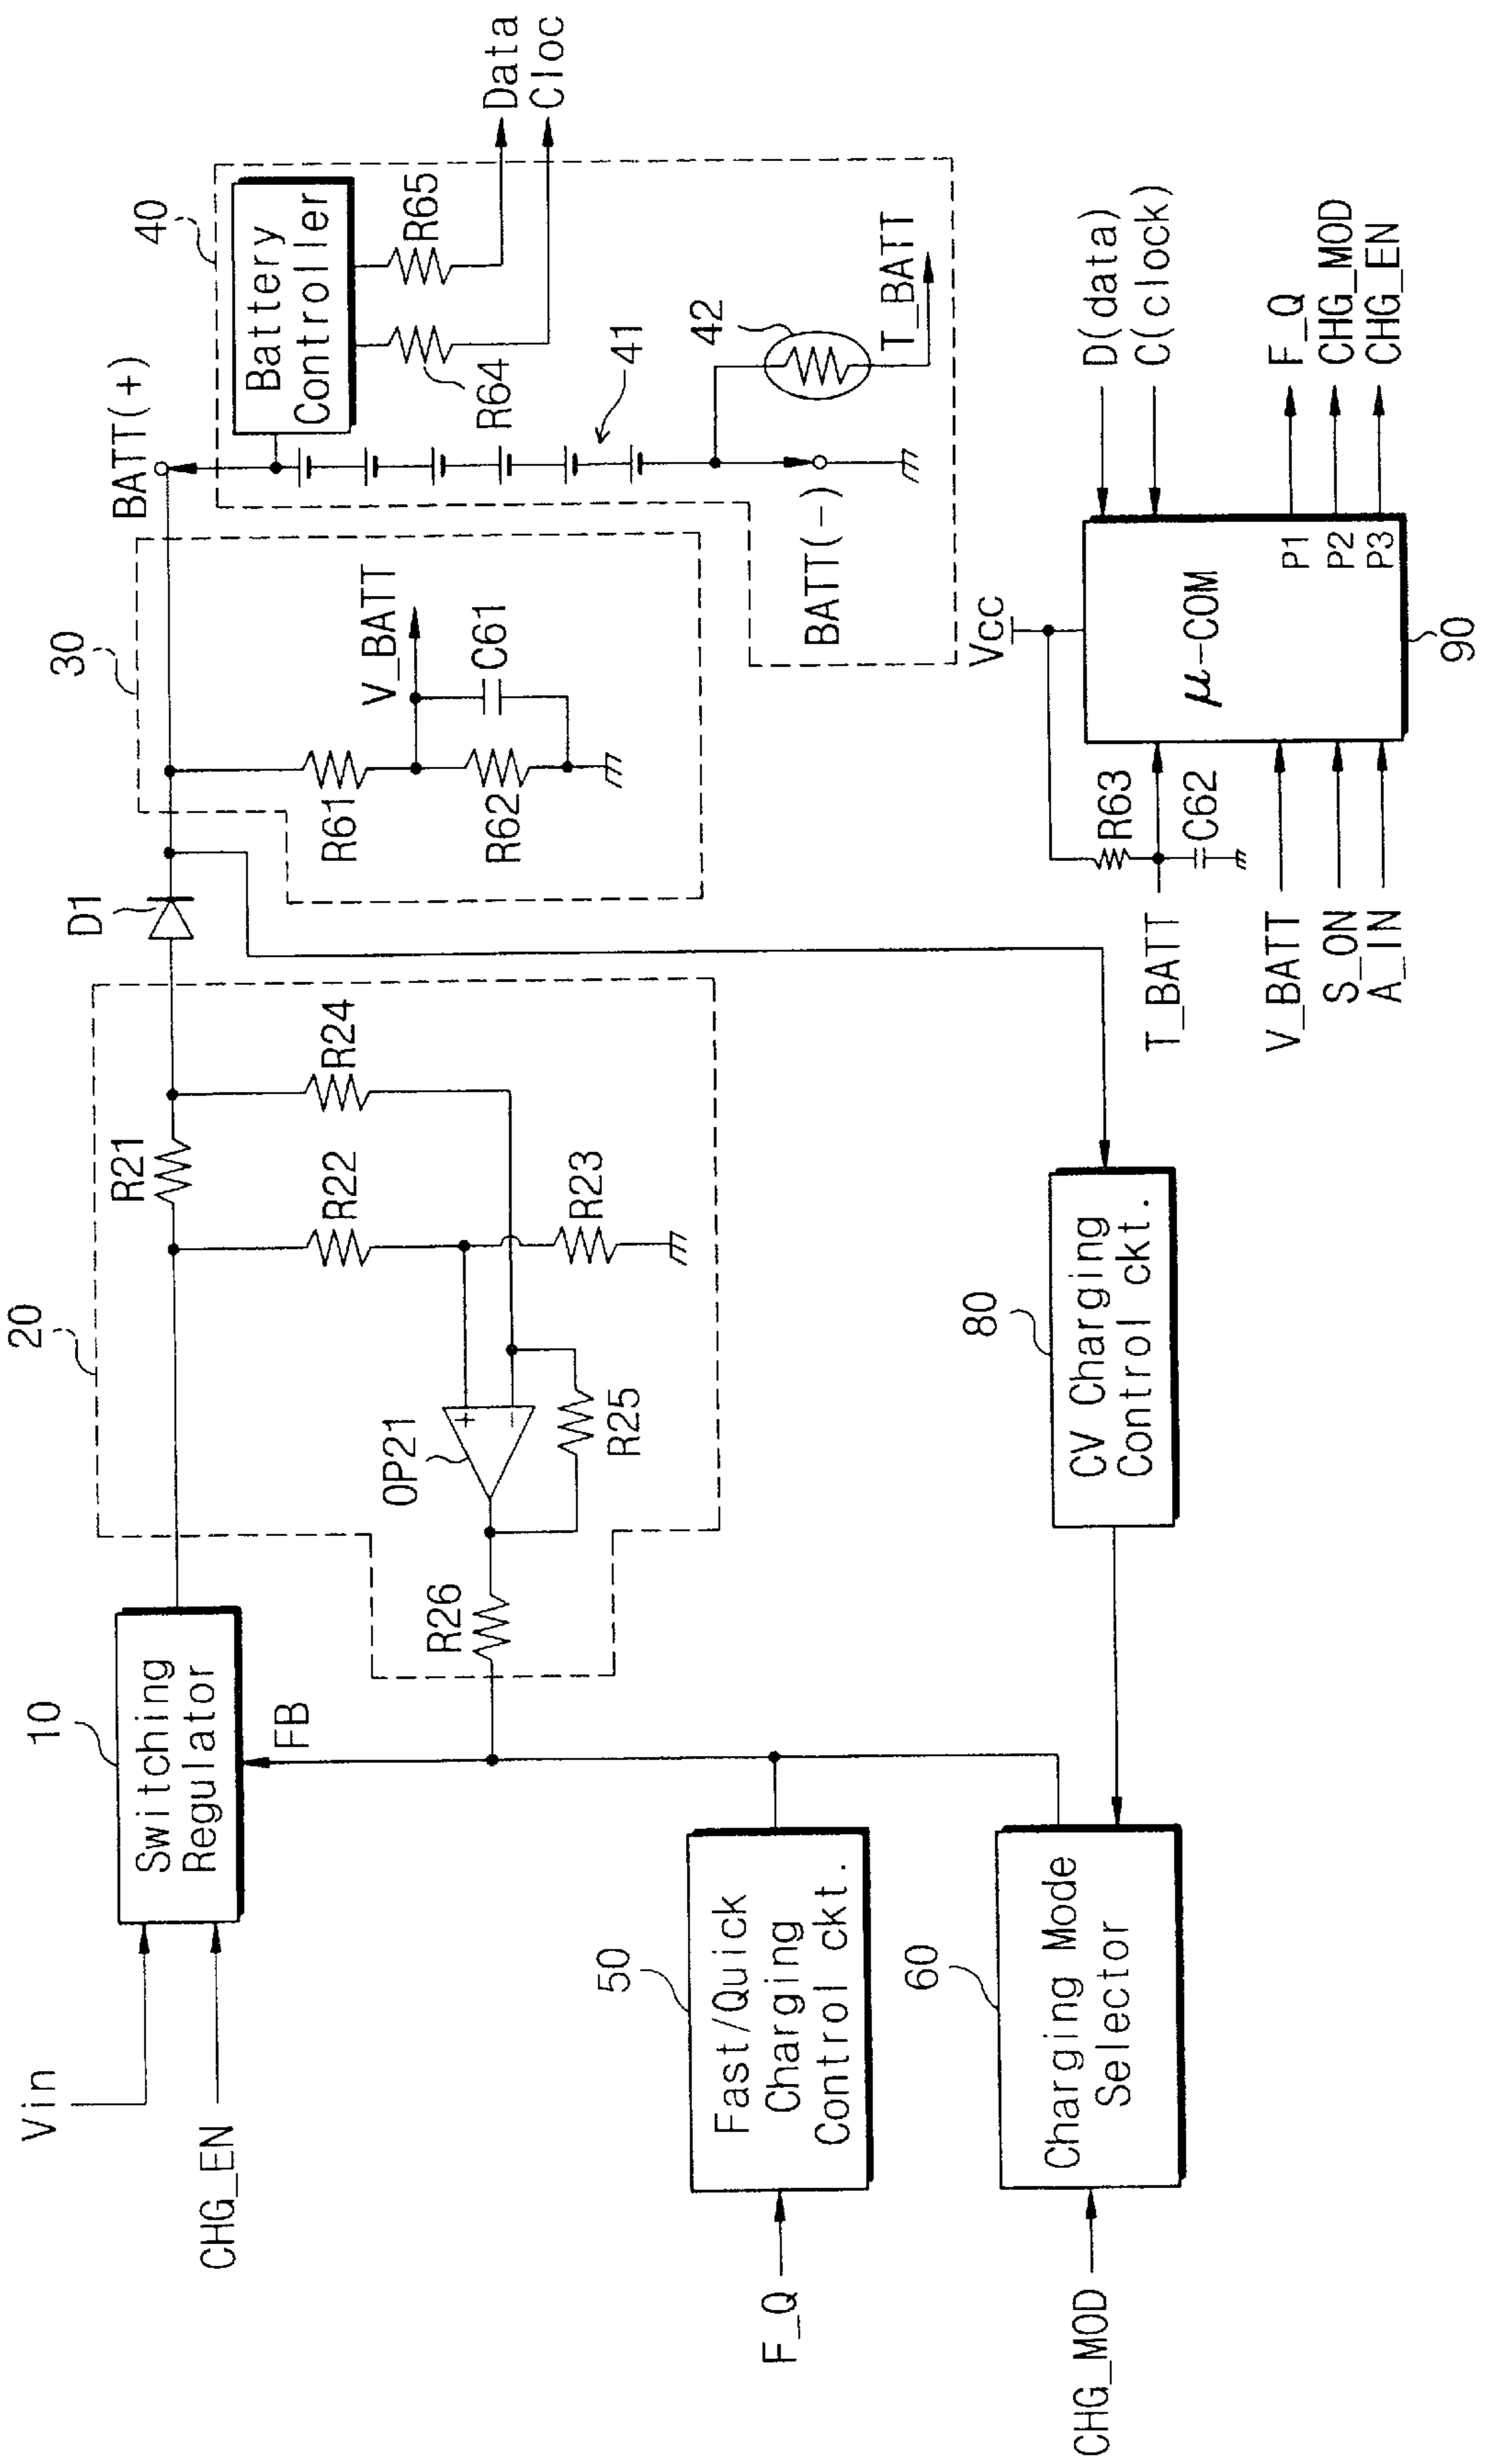 Vin
CHG_EN
10
Switching
Regulator
FB
20
R21
R22
R24
R23
OP21
R25
R26
D1
30
R61
R62
V_BATT
C61
BATT(+)
40
Battery
Controller
R65
R64
Data
Cloc
41
42
T_BATT
BATT(-)
F_Q
50
Fast/Quick
Charging
Control ckt.
CHG_MOD
60
Charging Mode
Selector
80
CV Charging
Control ckt.
Vcc
R63
C62
T_BATT
V_BATT
S_ON
A_IN
μ-COM
P1
P2
P3
90
D(data)
C(clock)
F_Q
CHG_MOD
CHG_EN